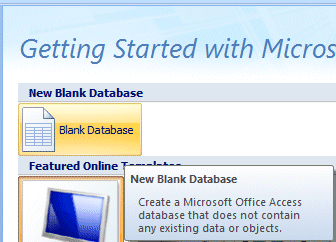 Getting Started with Micros
New Blank Database
Blank Database
Featured Online
New Blank Database
Create a Microsoft Office Access
database that does not contain
any existing data or objects.